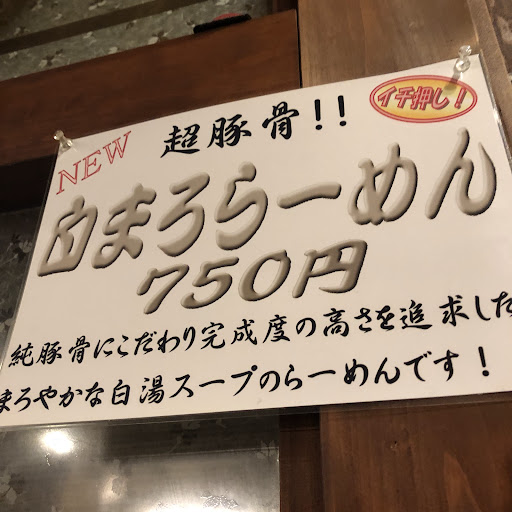 NEW
超豚骨!!
イチ押し!
白まろらーめん
750円
純豚骨にこだわり完成度の高さを追求した
まろやかな白湯スープのらーめんです!